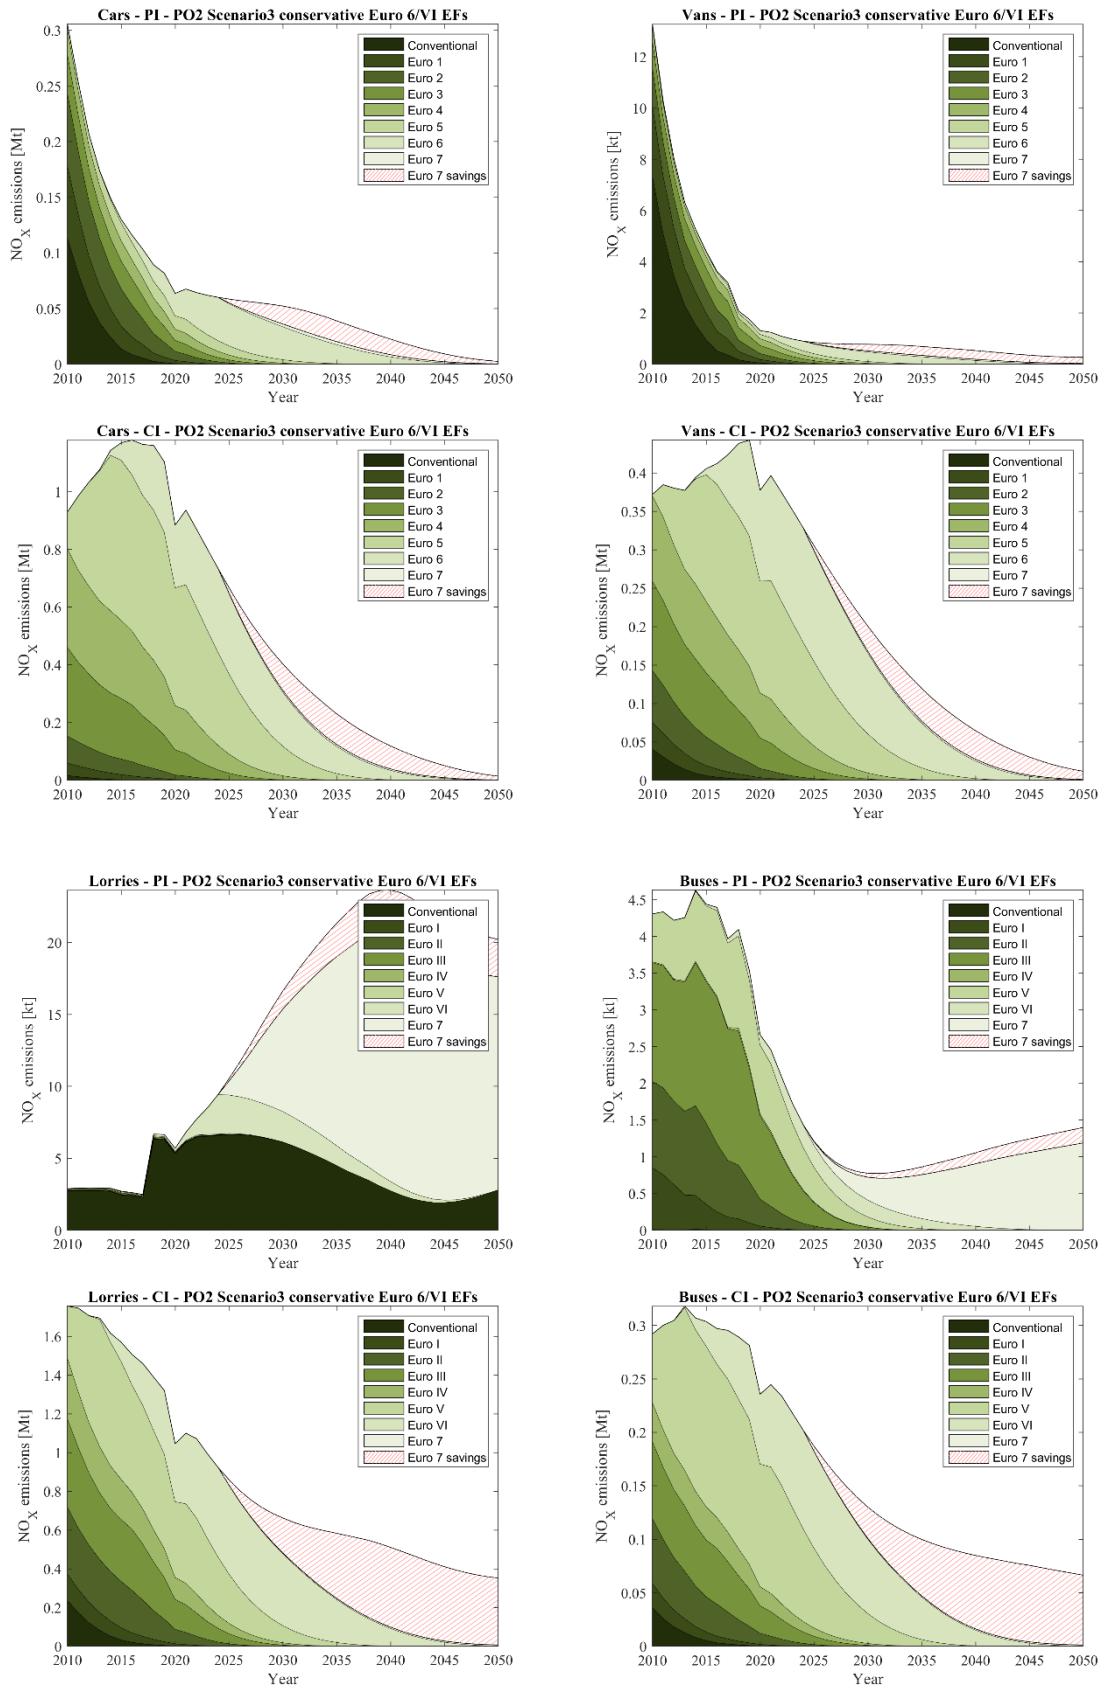 Cars - PI - PO2 Scenario3 conservative Euro 6/VI EFs
NOX emissions [Mt]
0.3
0.25
0.2
0.15
0.1
0.05
0
Conventional
Euro 1
Euro 2
Euro 3
Euro 4
Euro 5
Euro 6
Euro 7
Euro 7 savings
2010 2015 2020 2025 2030 2035 2040 2045 2050
Year
Vans - PI - PO2 Scenario3 conservative Euro 6/VI EFs
NOX emissions [kt]
12
10
8
6
4
2
0
Conventional
Euro 1
Euro 2
Euro 3
Euro 4
Euro 5
Euro 6
Euro 7
Euro 7 savings
2010 2015 2020 2025 2030 2035 2040 2045 2050
Year
Cars - CI - PO2 Scenario3 conservative Euro 6/VI EFs
NOX emissions [Mt]
1
0.8
0.6
0.4
0.2
0
Conventional
Euro 1
Euro 2
Euro 3
Euro 4
Euro 5
Euro 6
Euro 7
Euro 7 savings
2010 2015 2020 2025 2030 2035 2040 2045 2050
Year
Vans - CI - PO2 Scenario3 conservative Euro 6/VI EFs
NOX emissions [Mt]
0.4
0.35
0.3
0.25
0.2
0.15
0.1
0.05
0
Conventional
Euro 1
Euro 2
Euro 3
Euro 4
Euro 5
Euro 6
Euro 7
Euro 7 savings
2010 2015 2020 2025 2030 2035 2040 2045 2050
Year
Lorries - PI - PO2 Scenario3 conservative Euro 6/VI EFs
NOX emissions [kt]
20
15
10
5
0
Conventional
Euro I
Euro II
Euro III
Euro IV
Euro V
Euro VI
Euro 7
Euro 7 savings
2010 2015 2020 2025 2030 2035 2040 2045 2050
Year
Buses - PI - PO2 Scenario3 conservative Euro 6/VI EFs
NOX emissions [kt]
4.5
4
3.5
3
2.5
2
1.5
1
0.5
0
Conventional
Euro I
Euro II
Euro III
Euro IV
Euro V
Euro VI
Euro 7
Euro 7 savings
2010 2015 2020 2025 2030 2035 2040 2045 2050
Year
Lorries - CI - PO2 Scenario3 conservative Euro 6/VI EFs
NOX emissions [Mt]
1.6
1.4
1.2
1
0.8
0.6
0.4
0.2
0
Conventional
Euro I
Euro II
Euro III
Euro IV
Euro V
Euro VI
Euro 7
Euro 7 savings
2010 2015 2020 2025 2030 2035 2040 2045 2050
Year
Buses - CI - PO2 Scenario3 conservative Euro 6/VI EFs
NOX emissions [Mt]
0.3
0.25
0.2
0.15
0.1
0.05
0
Conventional
Euro I
Euro II
Euro III
Euro IV
Euro V
Euro VI
Euro 7
Euro 7 savings
2010 2015 2020 2025 2030 2035 2040 2045 2050
Year